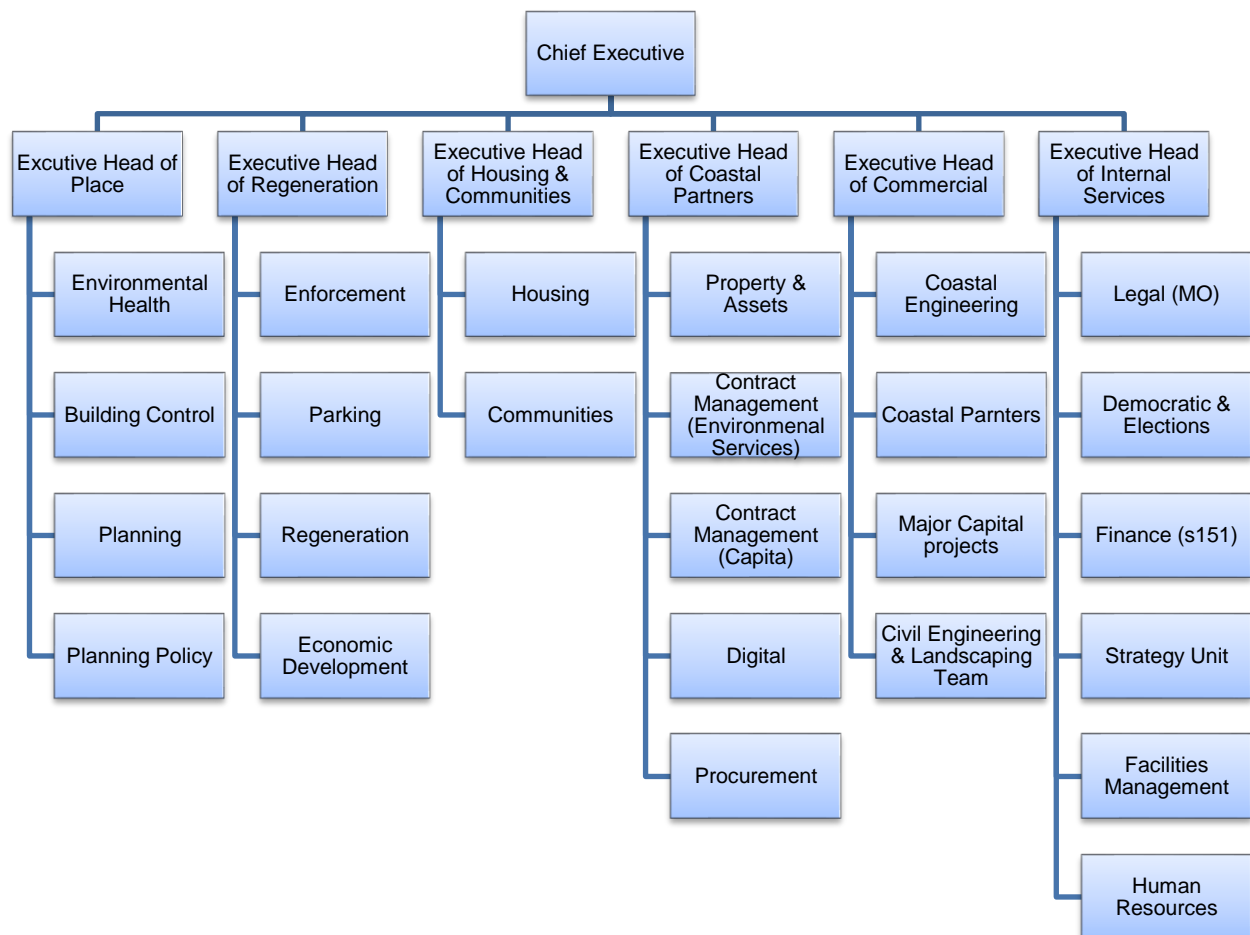 Chief Executive
Excutive Head of
Place
Executive Head
of Regeneration
Executive Head
of Housing &
Communities
Executive Head
of Coastal
Partners
Executive Head
of Commercial
Executive Head
of Internal
Services
Environmental
Health
Building Control
Planning
Planning Policy
Enforcement
Parking
Regeneration
Economic
Development
Housing
Communities
Property &
Assets
Contract
Management
(Environmenal
Services)
Contract
Management
(Capita)
Digital
Procurement
Coastal
Engineering
Coastal Parnters
Major Capital
projects
Civil Engineering
& Landscaping
Team
Legal (MO)
Democratic &
Elections
Finance (s151)
Strategy Unit
Facilities
Management
Human
Resources